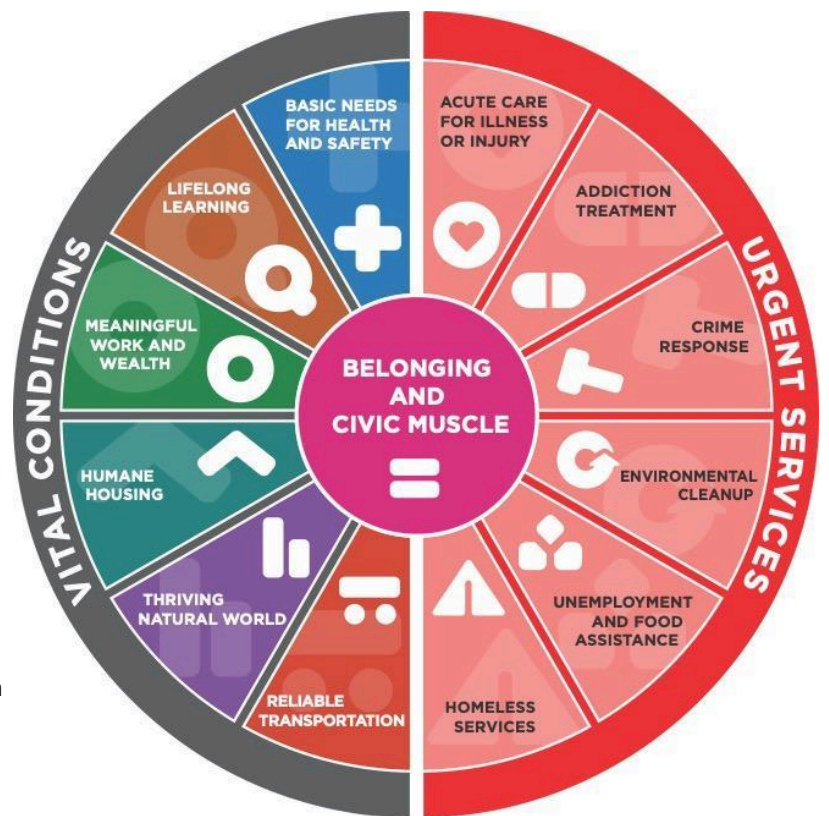 BASIC NEEDS
FOR HEALTH
AND SAFETY
LIFELONG
LEARNING
MEANINGFUL
WORK AND
WEALTH
HUMANE
HOUSING
THRIVING
NATURAL WORLD
RELIABLE
TRANSPORTATION
VITAL CONDITIONS
BELONGING
AND
CIVIC MUSCLE
ACUTE CARE
FOR ILLNESS
OR INJURY
ADDICTION
TREATMENT
CRIME
RESPONSE
ENVIRONMENTAL
CLEANUP
UNEMPLOYMENT
AND FOOD
ASSISTANCE
HOMELESS
SERVICES
URGENT SERVICES